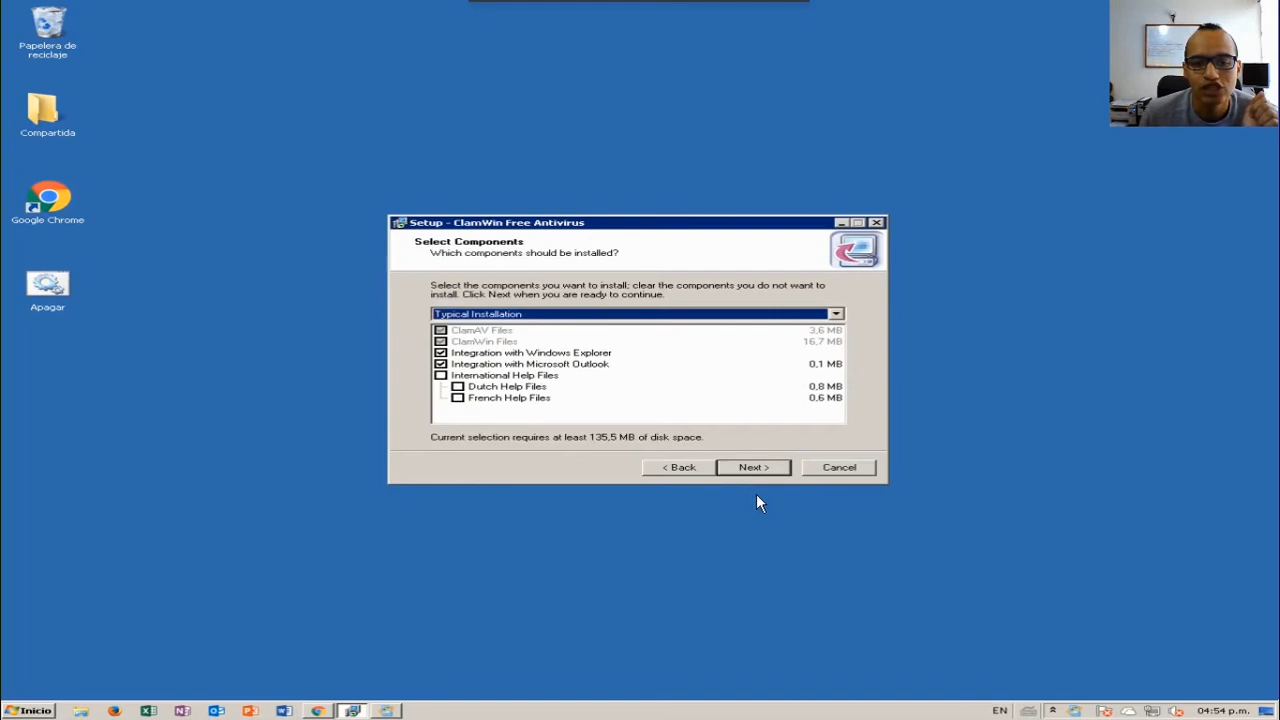 Papelera de
reciclaje
Compartida
Google Chrome
Apagar
Setup - ClamWin Free Antivirus
Select Components
Which components should be installed?
Select the components you want to install; clear the components you do not want to
install. Click Next when you are ready to continue.
Typical Installation
ClamAV Files 3,6 MB
ClamWin Files 16,7 MB
Integration with Windows Explorer
Integration with Microsoft Outlook 0,1 MB
International Help Files
Dutch Help Files 0,8 MB
French Help Files 0,6 MB
Current selection requires at least 135,5 MB of disk space.
< Back Next > Cancel
Inicio EN 04:54 p.m.